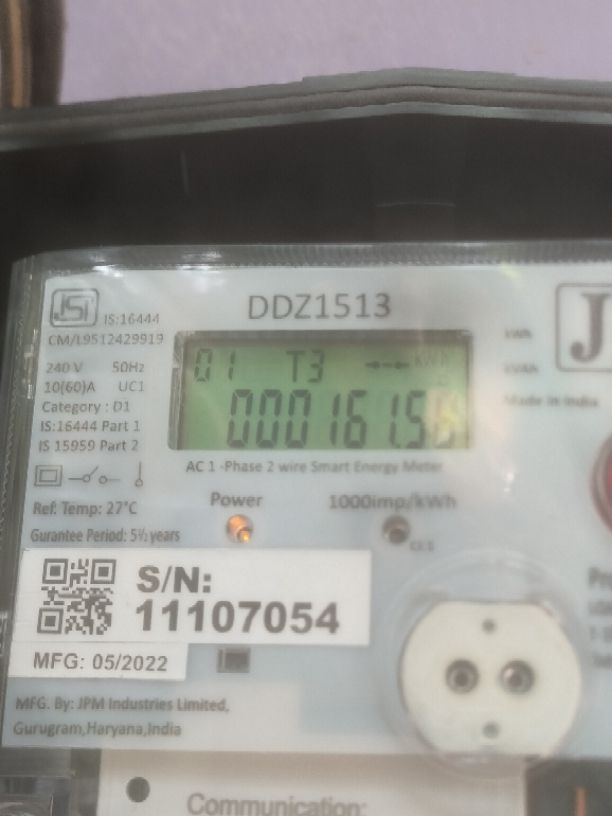 DDZ1513
IS:16444
CM/L9512429919
240 V 50Hz
10(60)A UC1
Category : D1
IS:16444 Part 1
IS 15959 Part 2
01 T3 kWh
kWh
kVAh
Made in India
J
AC 1 -Phase 2 wire Smart Energy Meter
Ref: Temp: 27°C
Power
1000imp/kWh
Gurantee Period: 5½ years
S/N:
11107054
MFG: 05/2022
MFG. By: JPM Industries Limited,
Gurugram,Haryana,India
Communication: